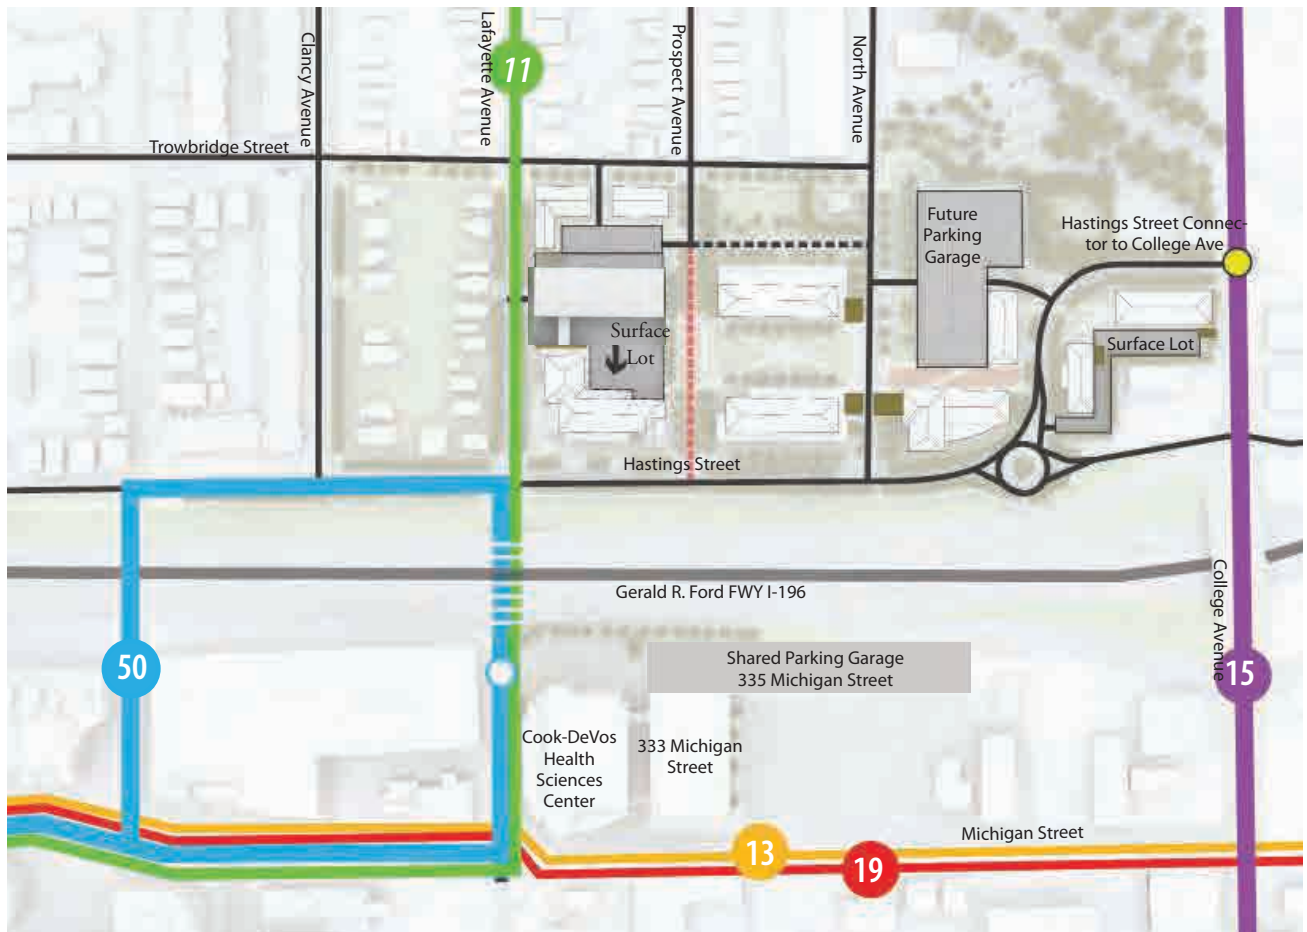 Clancy Avenue
Lafayette Avenue
11
Prospect Avenue
North Avenue
Trowbridge Street
Future
Parking
Garage
Hastings Street Connec-
tor to College Ave
Surface
Lot
Surface Lot
Hastings Street
Gerald R. Ford FWY I-196
College Avenue
50
Shared Parking Garage
335 Michigan Street
15
Cook-DeVos
Health
Sciences
Center
333 Michigan
Street
Michigan Street
13
19